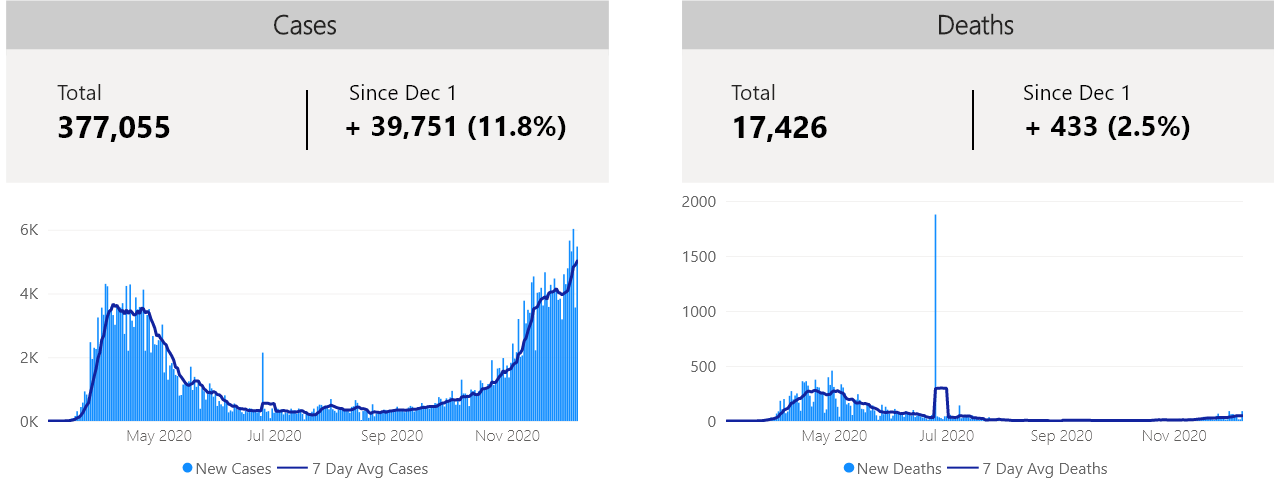 Cases
Total
Since Dec 1
377,055
+ 39,751 (11.8%)
6K
4K
2K
0K
May 2020
Jul 2020
Sep 2020
Nov 2020
New Cases
7 Day Avg Cases
Deaths
Total
Since Dec 1
17,426
+ 433 (2.5%)
2000
1500
1000
500
0
May 2020
Jul 2020
Sep 2020
Nov 2020
New Deaths
7 Day Avg Deaths